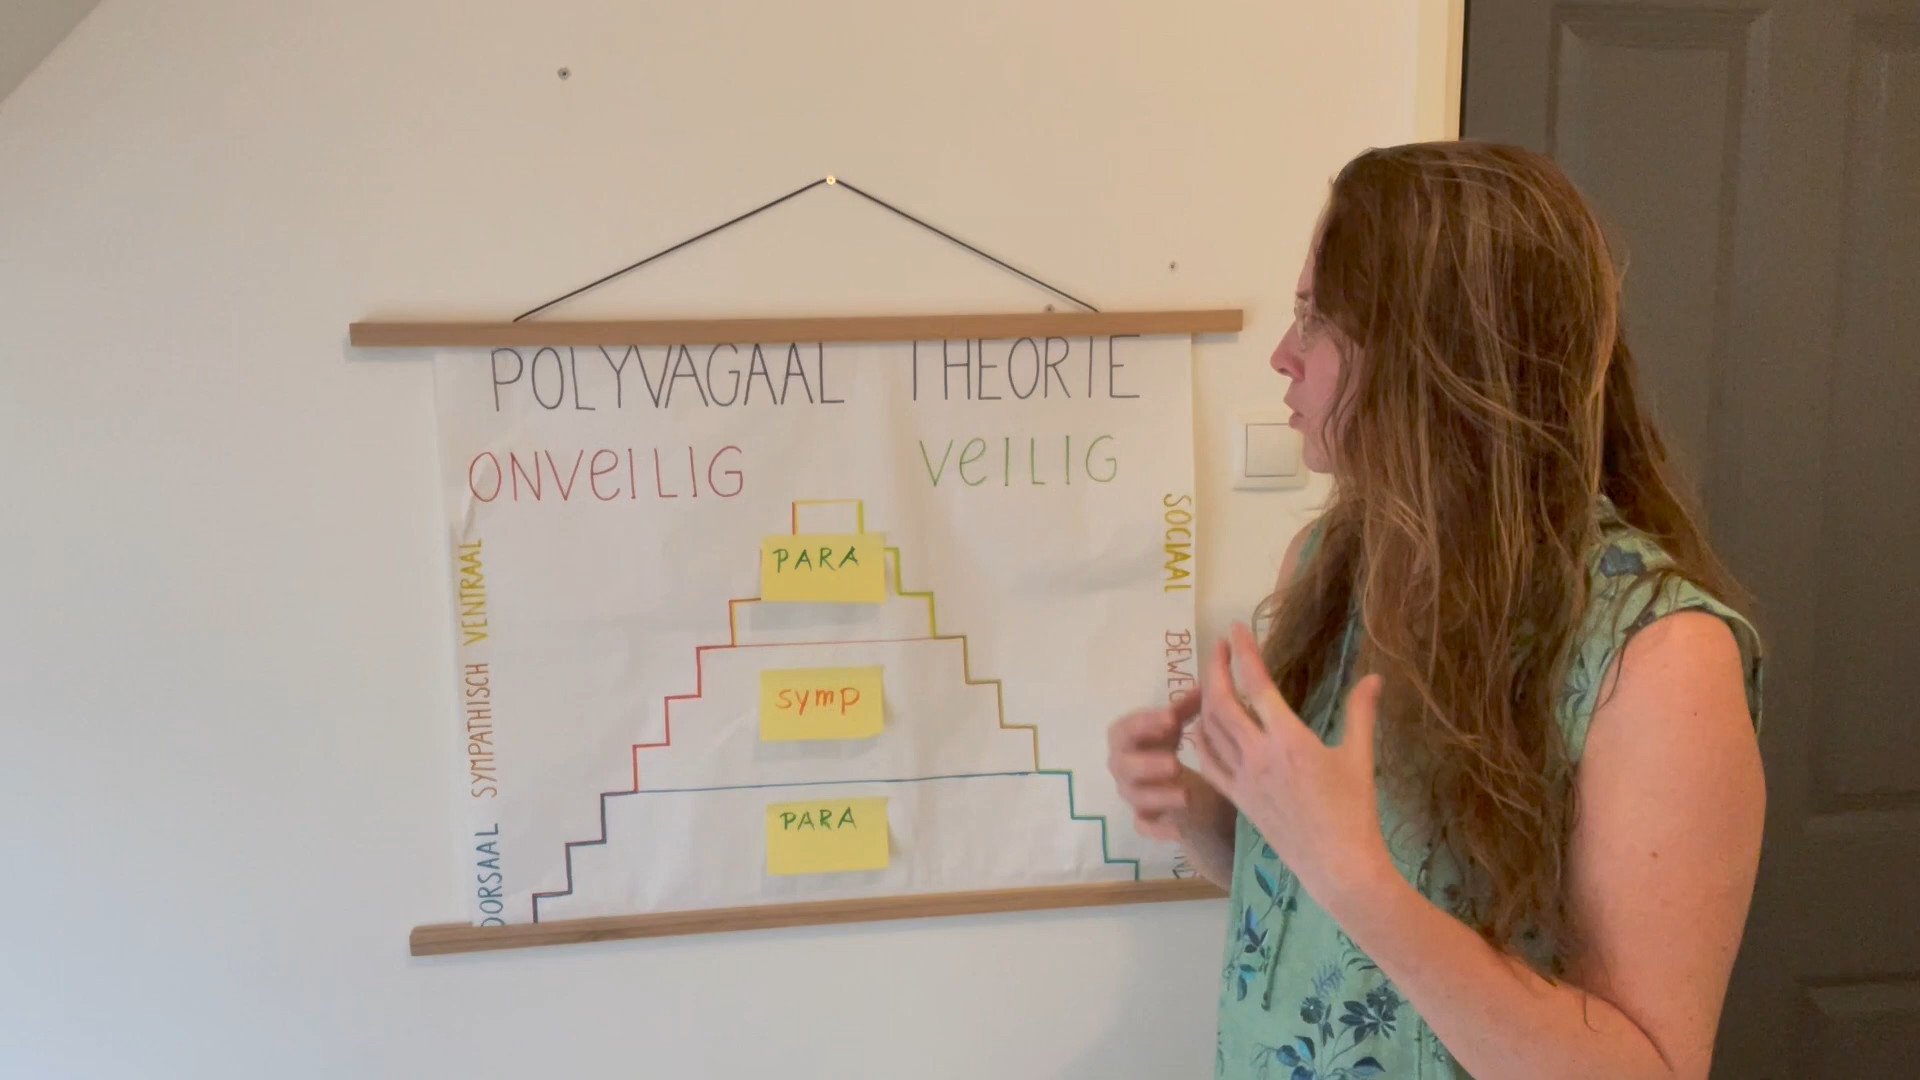 POLYVAGAAL THEORIE
ONVEILIG
VEILIG
VENTRAAL
SYMPATHISCH
DORSAAL
PARA
symp
PARA
SOCIAAL